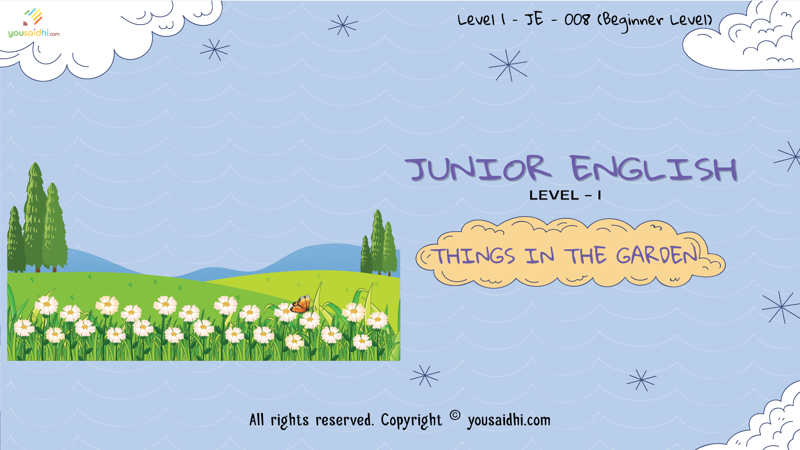 yousaidhi.com
Level 1 - JE - 008 (Beginner Level)
JUNIOR ENGLISH
LEVEL - I
THINGS IN THE GARDEN
All rights reserved. Copyright © yousaidhi.com